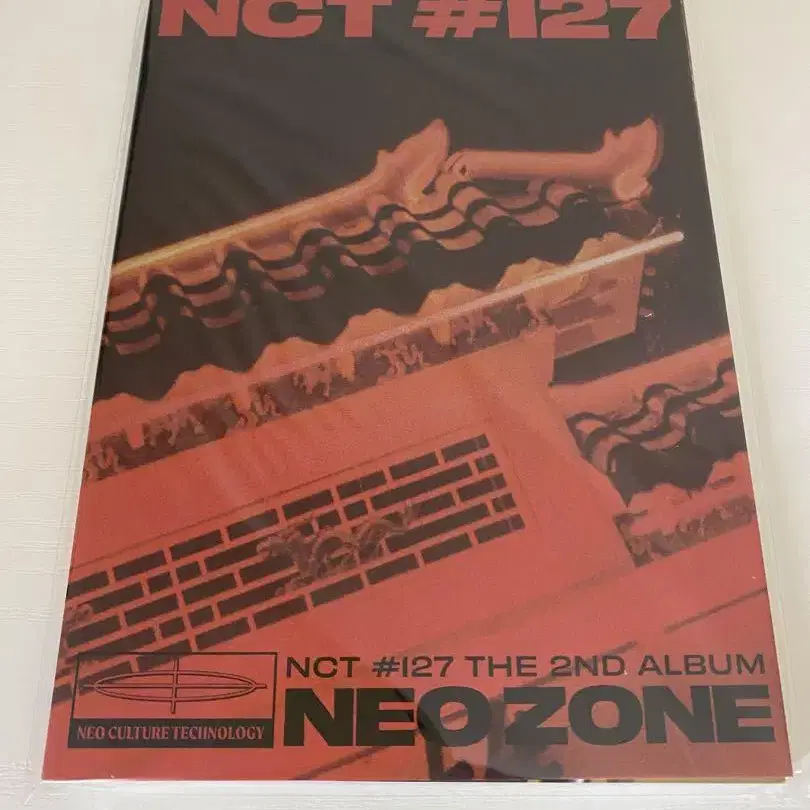 NCT #127
NCT #127 THE 2ND ALBUM
NEO ZONE
NEO CULTURE TECHNOLOGY